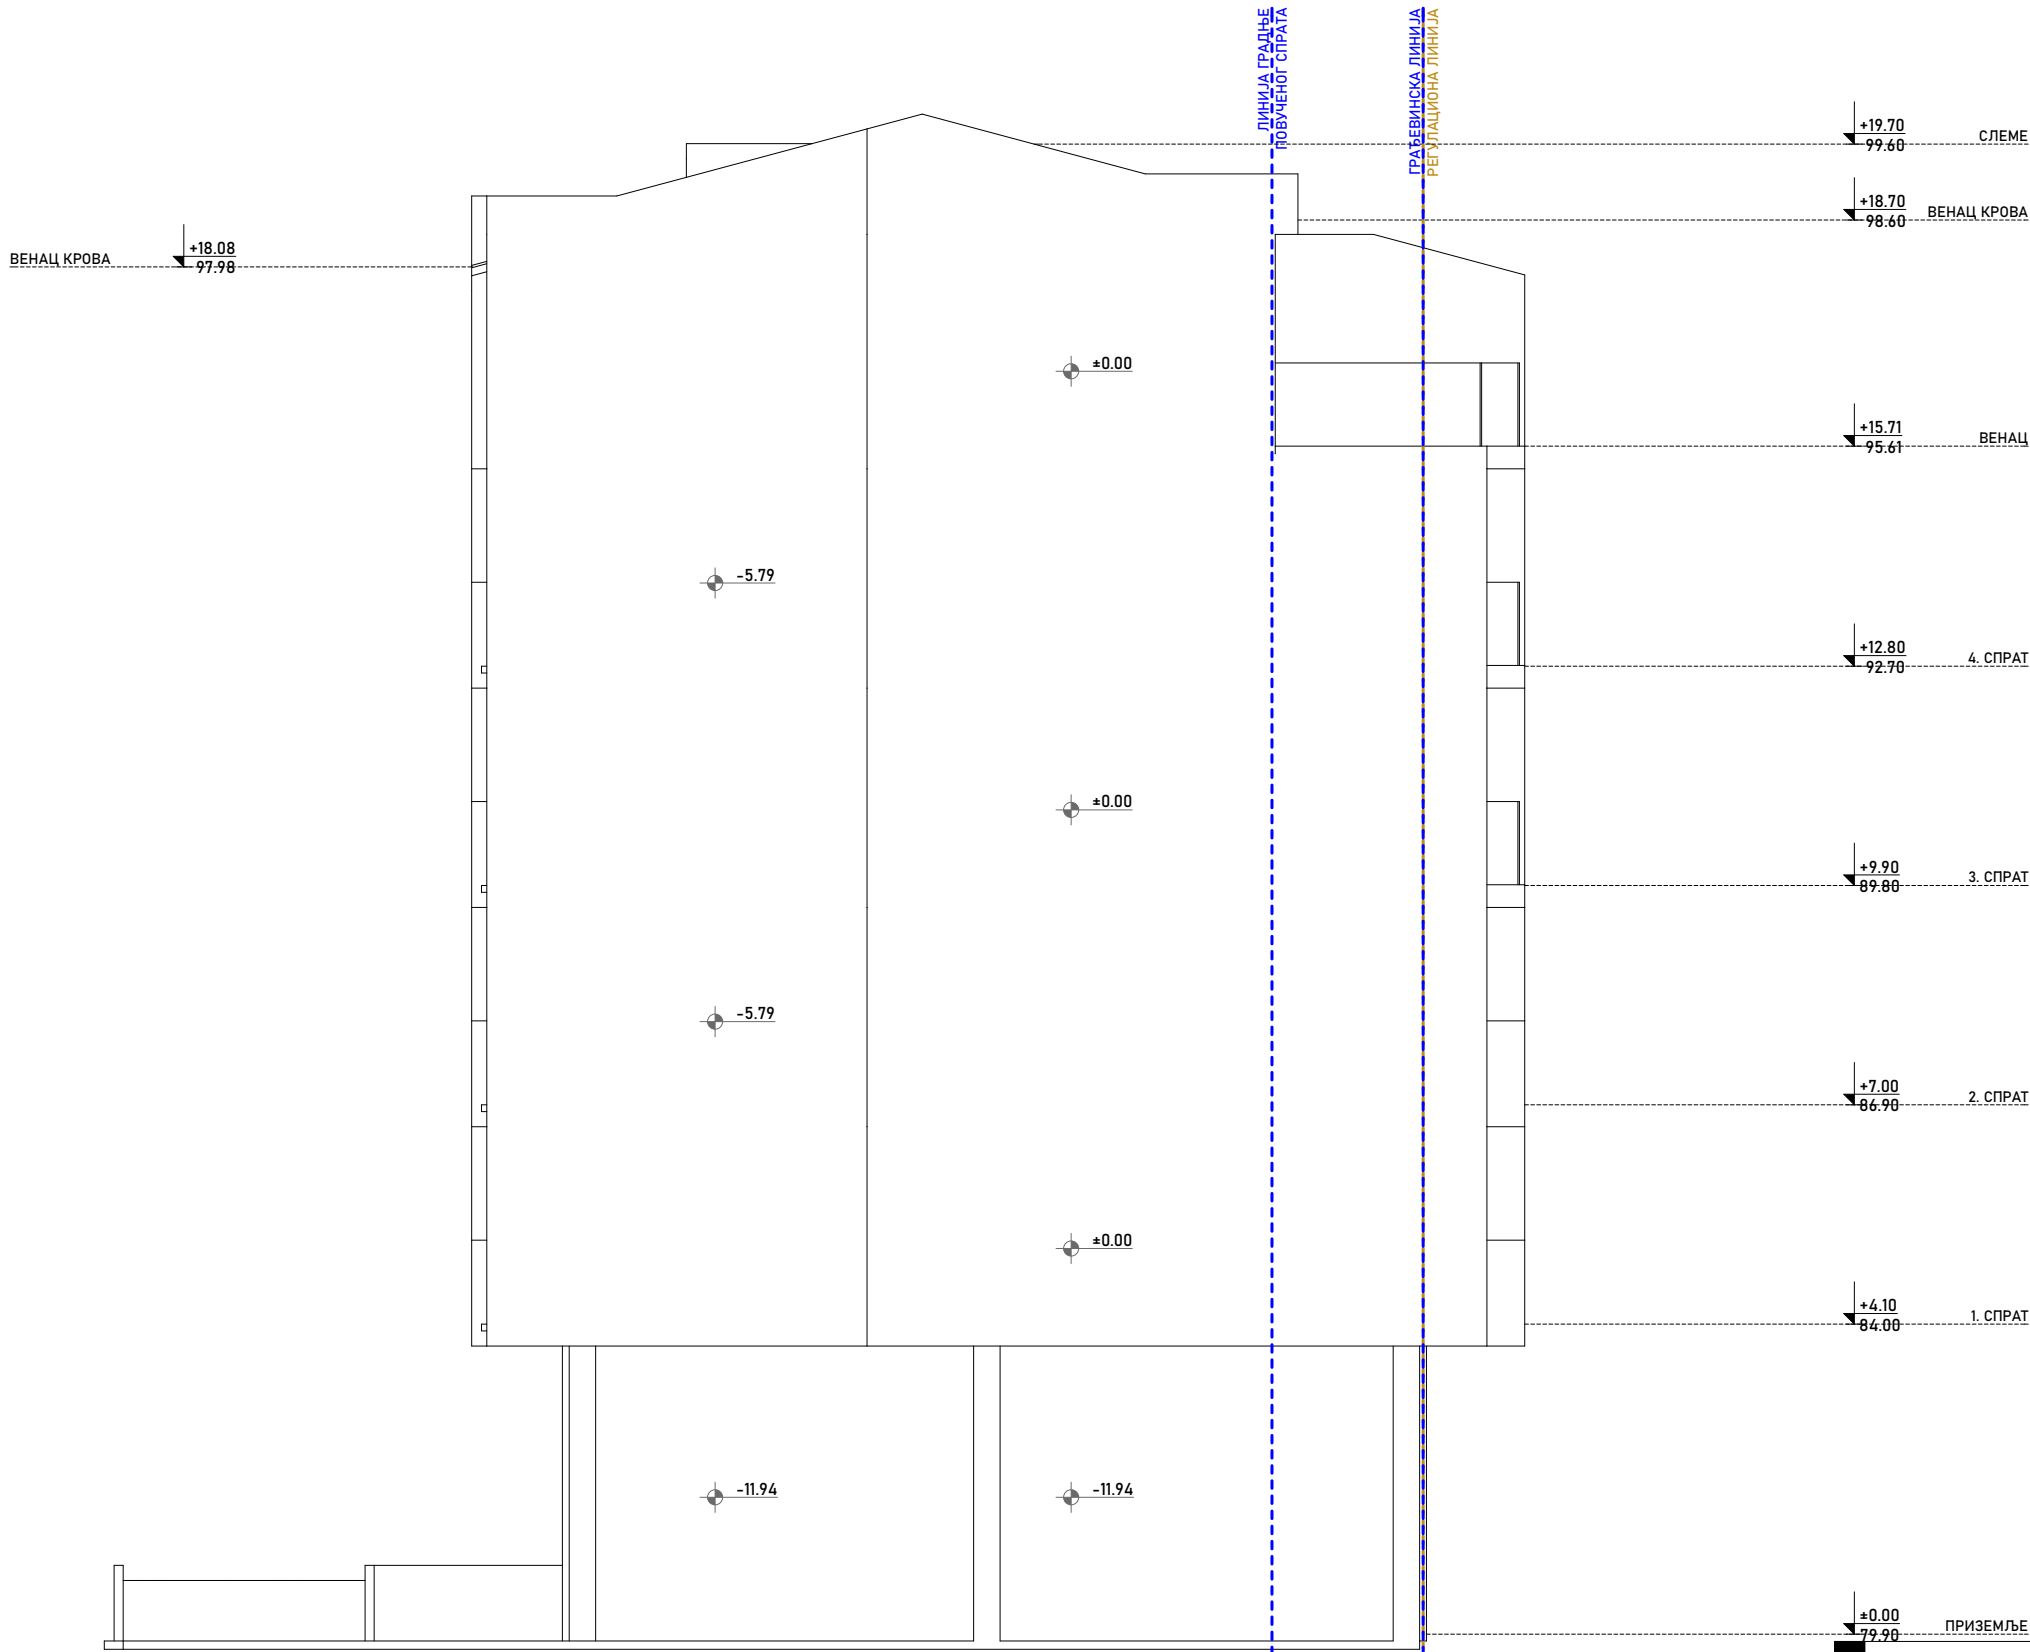 ЛИНИЈА ГРАДЊЕ
ПОВУЧЕНОГ СПРАТА
ГРАЂЕВИНСКА ЛИНИЈА
РЕГУЛАЦИОНА ЛИНИЈА
+19.70
99.60
СЛЕМЕ
+18.70
98.60
ВЕНАЦ КРОВА
ВЕНАЦ КРОВА
+18.08
97.98
±0.00
+15.71
95.61
ВЕНАЦ
-5.79
+12.80
92.70
4. СПРАТ
±0.00
+9.90
89.80
3. СПРАТ
-5.79
+7.00
86.90
2. СПРАТ
±0.00
+4.10
84.00
1. СПРАТ
-11.94
-11.94
±0.00
79.90
ПРИЗЕМЉЕ